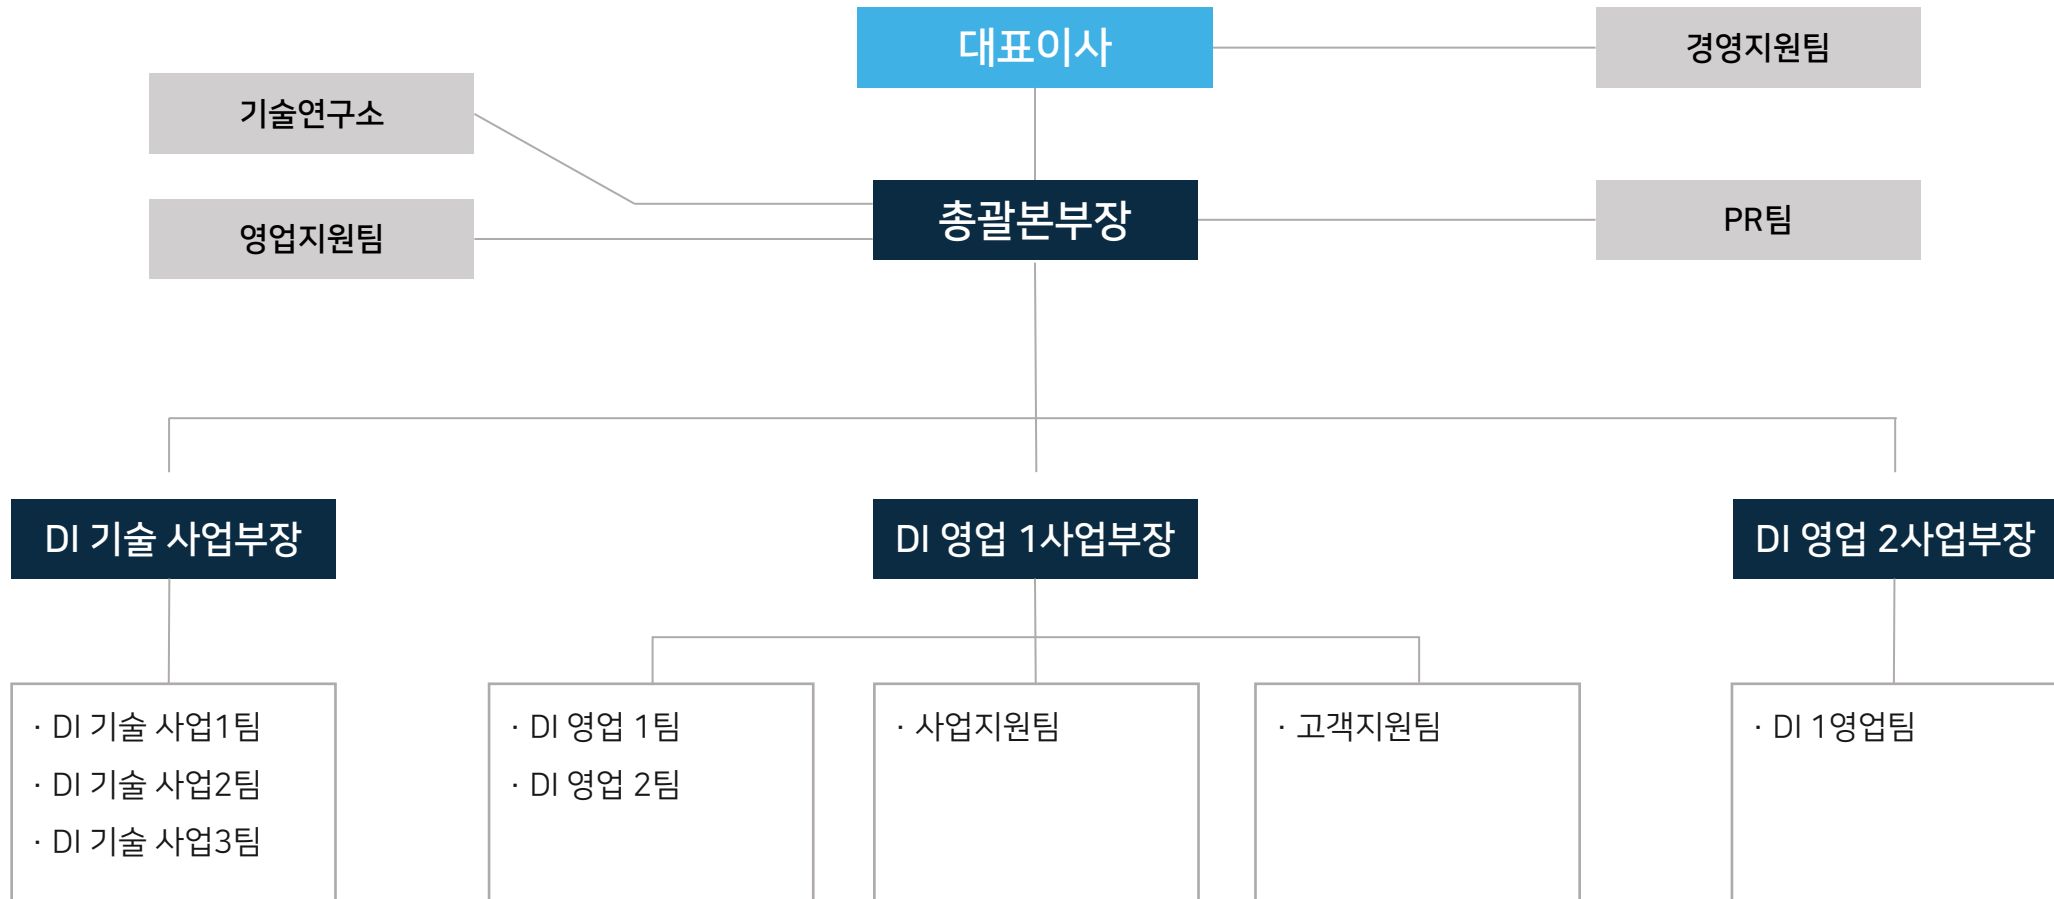 대표이사
경영지원팀
기술연구소
총괄본부장
PR팀
영업지원팀
DI 기술 사업부장
DI 영업 1사업부장
DI 영업 2사업부장
· DI 기술 사업1팀
· DI 기술 사업2팀
· DI 기술 사업3팀
· DI 영업 1팀
· DI 영업 2팀
· 사업지원팀
· 고객지원팀
· DI 1영업팀